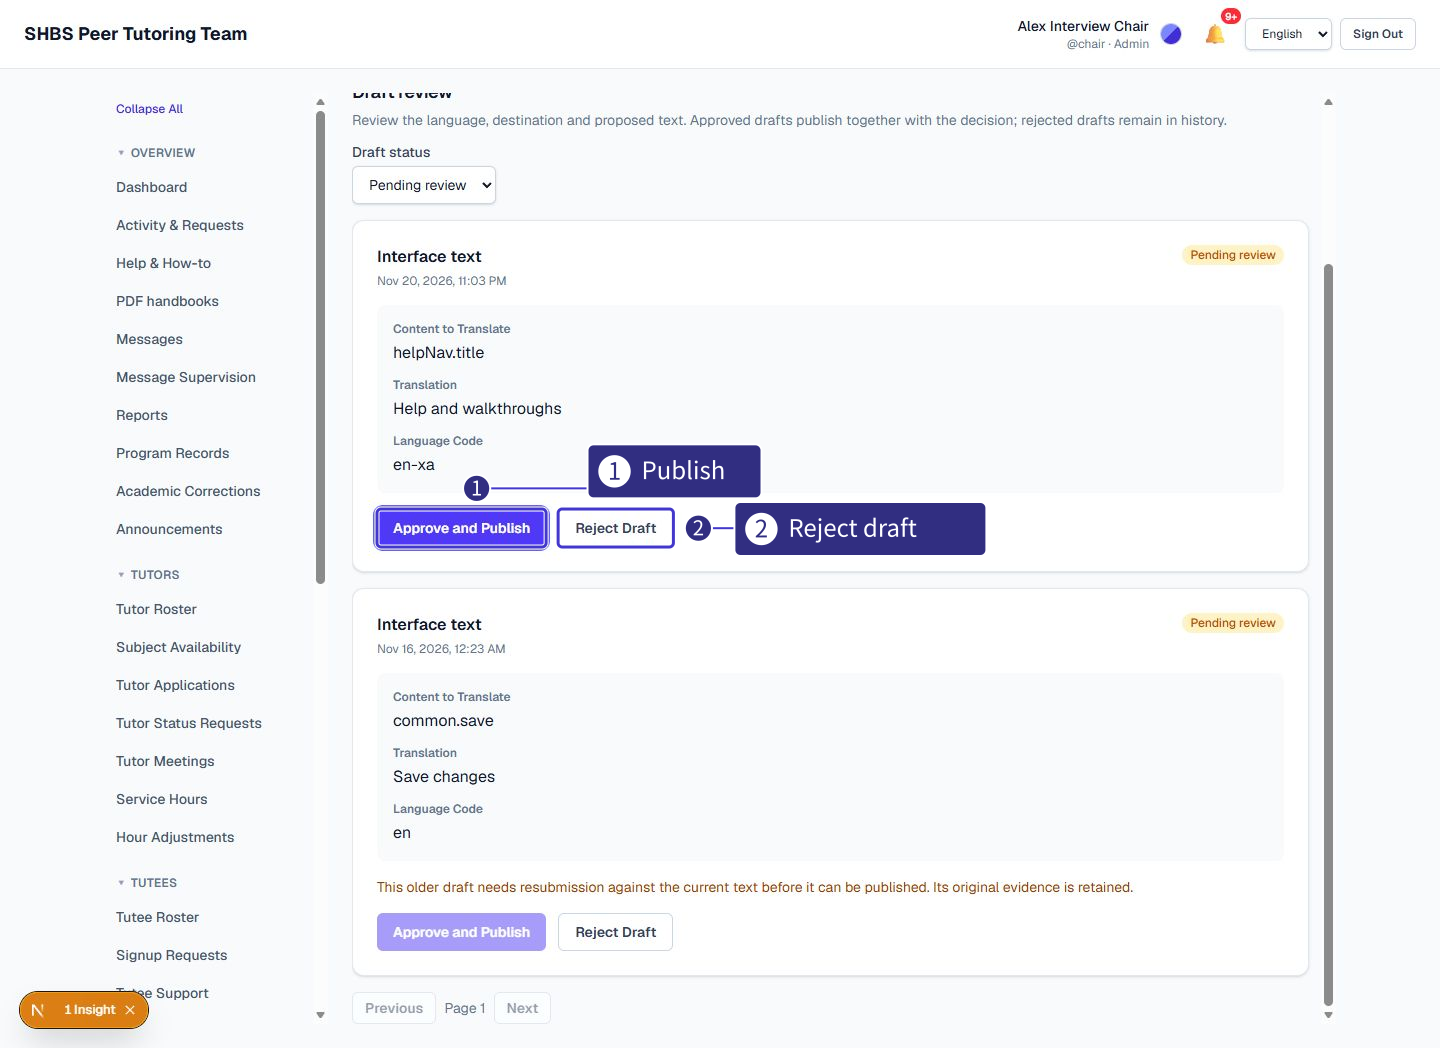 SHBS Peer Tutoring Team
Alex Interview Chair
@chair · Admin
9+
English
Sign Out
Collapse All
OVERVIEW
Dashboard
Activity & Requests
Help & How-to
PDF handbooks
Messages
Message Supervision
Reports
Program Records
Academic Corrections
Announcements
TUTORS
Tutor Roster
Subject Availability
Tutor Applications
Tutor Status Requests
Tutor Meetings
Service Hours
Hour Adjustments
TUTEES
Tutee Roster
Signup Requests
Tutee Support
N 1 Insight
Draft review
Review the language, destination and proposed text. Approved drafts publish together with the decision; rejected drafts remain in history.
Draft status
Pending review
Interface text
Pending review
Nov 20, 2026, 11:03 PM
Content to Translate
helpNav.title
Translation
Help and walkthroughs
Language Code
en-xa
1
1 Publish
Approve and Publish
Reject Draft
2
2 Reject draft
Interface text
Pending review
Nov 16, 2026, 12:23 AM
Content to Translate
common.save
Translation
Save changes
Language Code
en
This older draft needs resubmission against the current text before it can be published. Its original evidence is retained.
Approve and Publish
Reject Draft
Previous
Page 1
Next